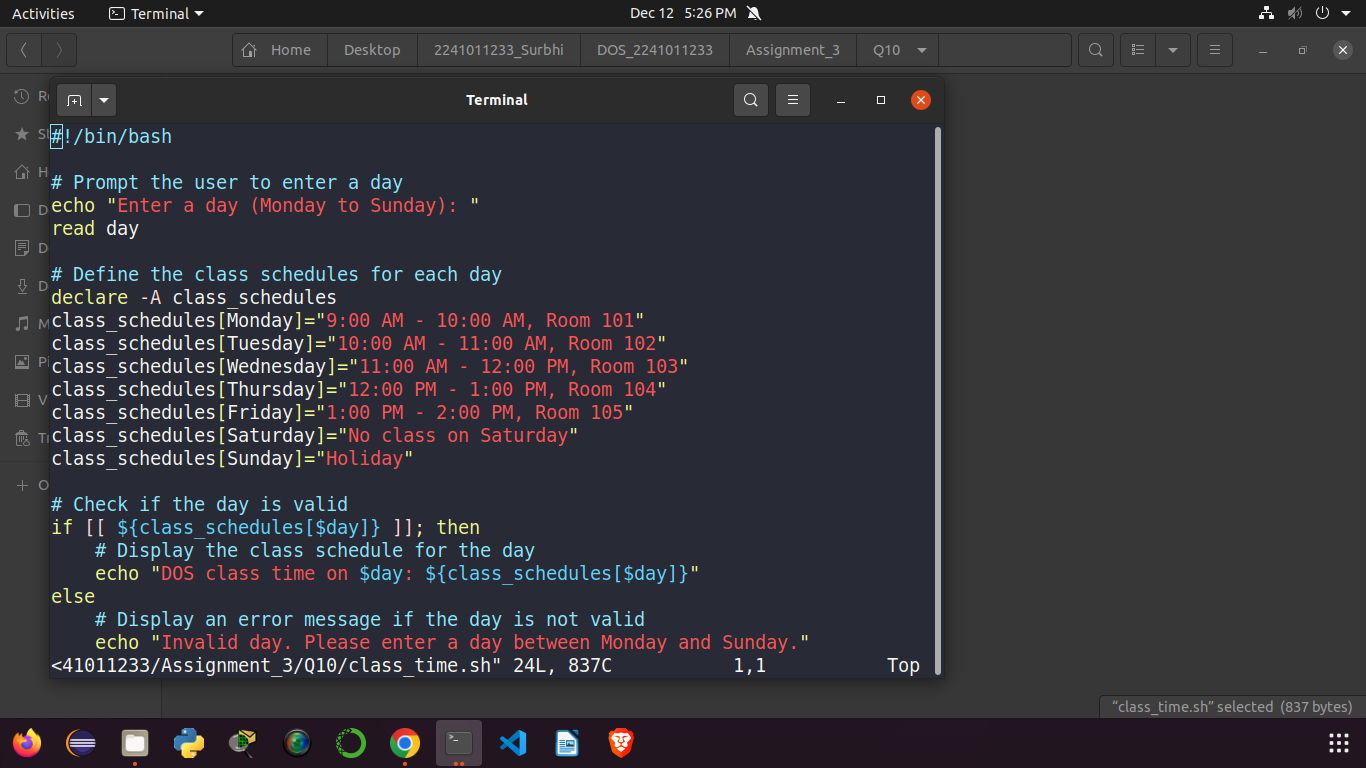 Activities
Terminal
Dec 12 5:26 PM
Home
Desktop
2241011233_Surbhi
DOS_2241011233
Assignment_3
Q10
Terminal
#!/bin/bash
# Prompt the user to enter a day
echo "Enter a day (Monday to Sunday): "
read day
# Define the class schedules for each day
declare -A class_schedules
class_schedules[Monday]="9:00 AM - 10:00 AM, Room 101"
class_schedules[Tuesday]="10:00 AM - 11:00 AM, Room 102"
class_schedules[Wednesday]="11:00 AM - 12:00 PM, Room 103"
class_schedules[Thursday]="12:00 PM - 1:00 PM, Room 104"
class_schedules[Friday]="1:00 PM - 2:00 PM, Room 105"
class_schedules[Saturday]="No class on Saturday"
class_schedules[Sunday]="Holiday"
# Check if the day is valid
if [[ ${class_schedules[$day]} ]]; then
    # Display the class schedule for the day
    echo "DOS class time on $day: ${class_schedules[$day]}"
else
    # Display an error message if the day is not valid
    echo "Invalid day. Please enter a day between Monday and Sunday."
<41011233/Assignment_3/Q10/class_time.sh" 24L, 837C 1,1 Top
"class_time.sh" selected (837 bytes)